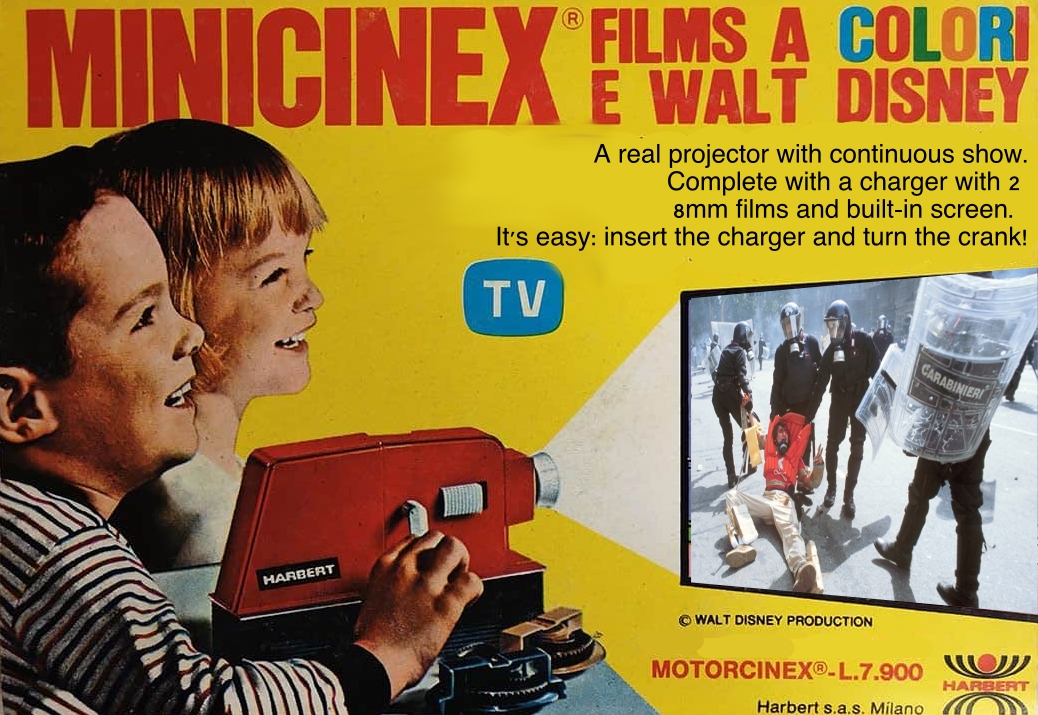 MINICINEX® FILMS A COLORI
E WALT DISNEY
A real projector with continuous show.
Complete with a charger with 2
8mm films and built-in screen.
It's easy: insert the charger and turn the crank!
TV
CARABINIERI
HARBERT
© WALT DISNEY PRODUCTION
MOTORCINEX®-L.7.900
HARBERT
Harbert s.a.s. Milano